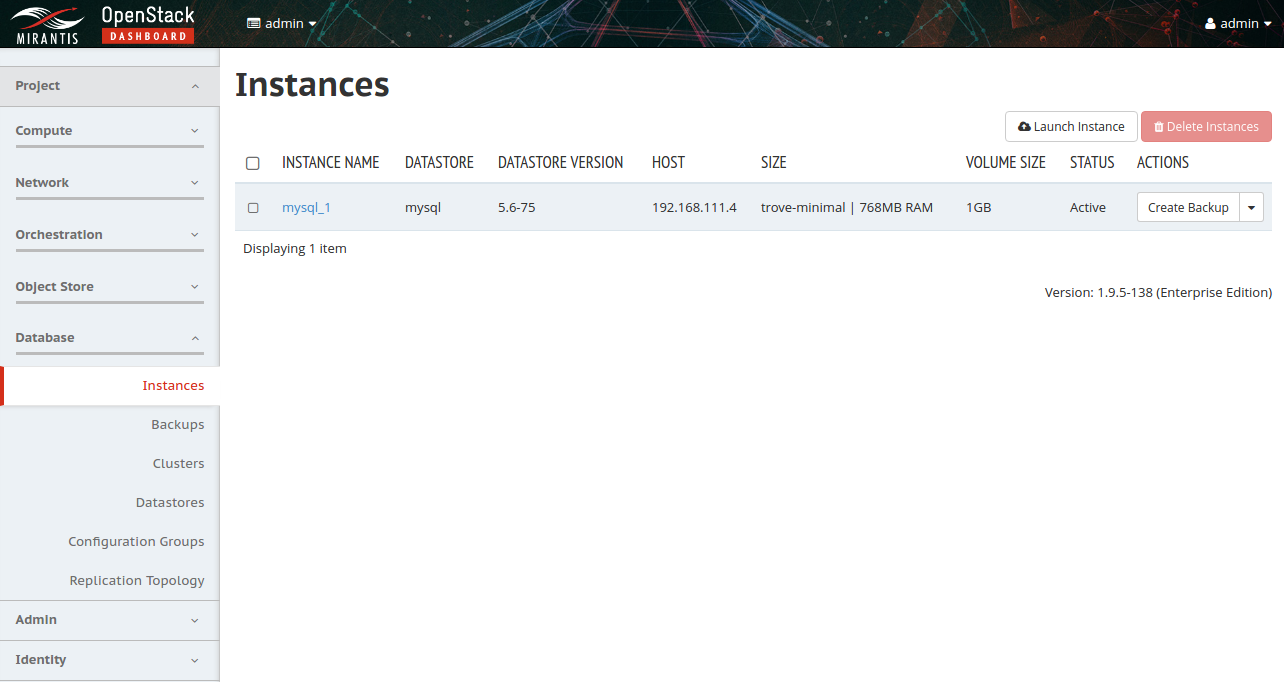 MIRANTIS
OpenStack
DASHBOARD
admin
admin
Project
Compute
Network
Orchestration
Object Store
Database
Instances
Backups
Clusters
Datastores
Configuration Groups
Replication Topology
Admin
Identity
Instances
Launch Instance Delete Instances
INSTANCE NAME DATASTORE DATASTORE VERSION HOST SIZE VOLUME SIZE STATUS ACTIONS
mysql_1 mysql 5.6-75 192.168.111.4 trove-minimal | 768MB RAM 1GB Active Create Backup
Displaying 1 item
Version: 1.9.5-138 (Enterprise Edition)